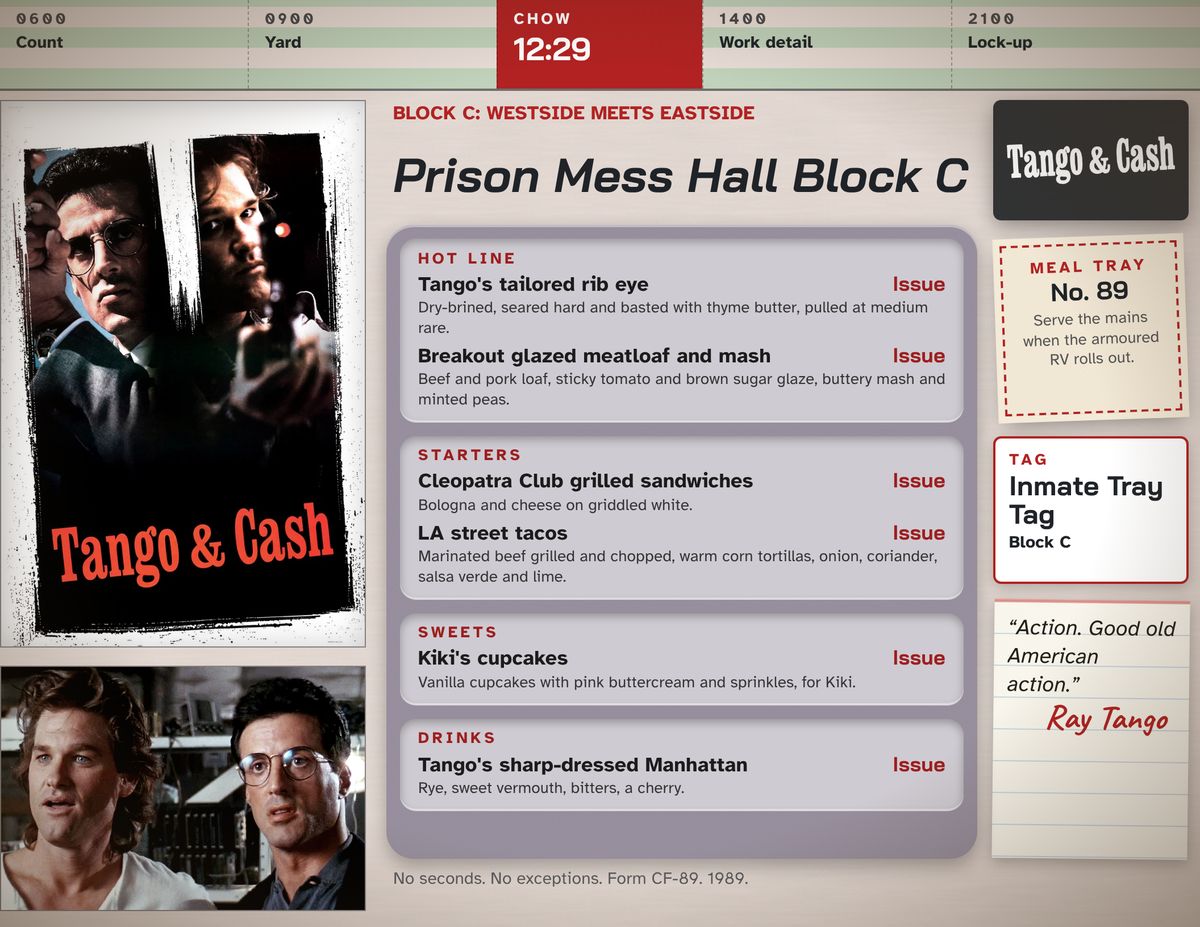 0600
Count
0900
Yard
CHOW
12:29
1400
Work detail
2100
Lock-up
Tango & Cash
BLOCK C: WESTSIDE MEETS EASTSIDE
Prison Mess Hall Block C
HOT LINE
Tango's tailored rib eye Issue
Dry-brined, seared hard and basted with thyme butter, pulled at medium
rare.
Breakout glazed meatloaf and mash Issue
Beef and pork loaf, sticky tomato and brown sugar glaze, buttery mash and
minted peas.
STARTERS
Cleopatra Club grilled sandwiches Issue
Bologna and cheese on griddled white.
LA street tacos Issue
Marinated beef grilled and chopped, warm corn tortillas, onion, coriander,
salsa verde and lime.
SWEETS
Kiki's cupcakes Issue
Vanilla cupcakes with pink buttercream and sprinkles, for Kiki.
DRINKS
Tango's sharp-dressed Manhattan Issue
Rye, sweet vermouth, bitters, a cherry.
No seconds. No exceptions. Form CF-89. 1989.
Tango & Cash
MEAL TRAY
No. 89
Serve the mains
when the armoured
RV rolls out.
TAG
Inmate Tray
Tag
Block C
“Action. Good old
American
action.”
Ray Tango